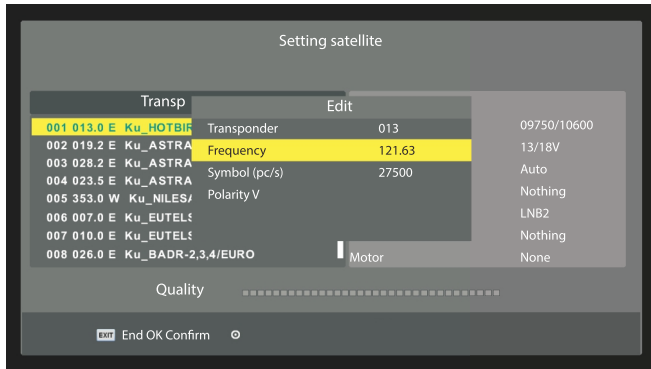 Setting satellite
Transp
Edit
001 013.0 E Ku_HOTBIR
002 019.2 E Ku_ASTRA
003 028.2 E Ku_ASTRA
004 023.5 E Ku_ASTRA
005 353.0 W Ku_NILESA
006 007.0 E Ku_EUTELS
007 010.0 E Ku_EUTELS
008 026.0 E Ku_BADR-2,3,4/EURO
Transponder 013
Frequency 121.63
Symbol (pc/s) 27500
Polarity V
09750/10600
13/18V
Auto
Nothing
LNB2
Nothing
Motor None
Quality
EXIT End OK Confirm